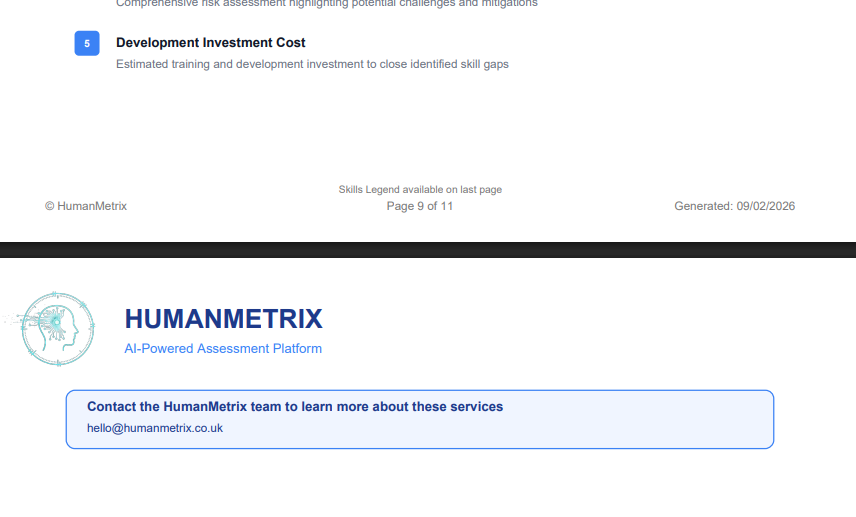 Comprehensive risk assessment highlighting potential challenges and mitigations
5
Development Investment Cost
Estimated training and development investment to close identified skill gaps
Skills Legend available on last page
© HumanMetrix
Page 9 of 11
Generated: 09/02/2026
HUMANMETRIX
AI-Powered Assessment Platform
Contact the HumanMetrix team to learn more about these services
hello@humanmetrix.co.uk